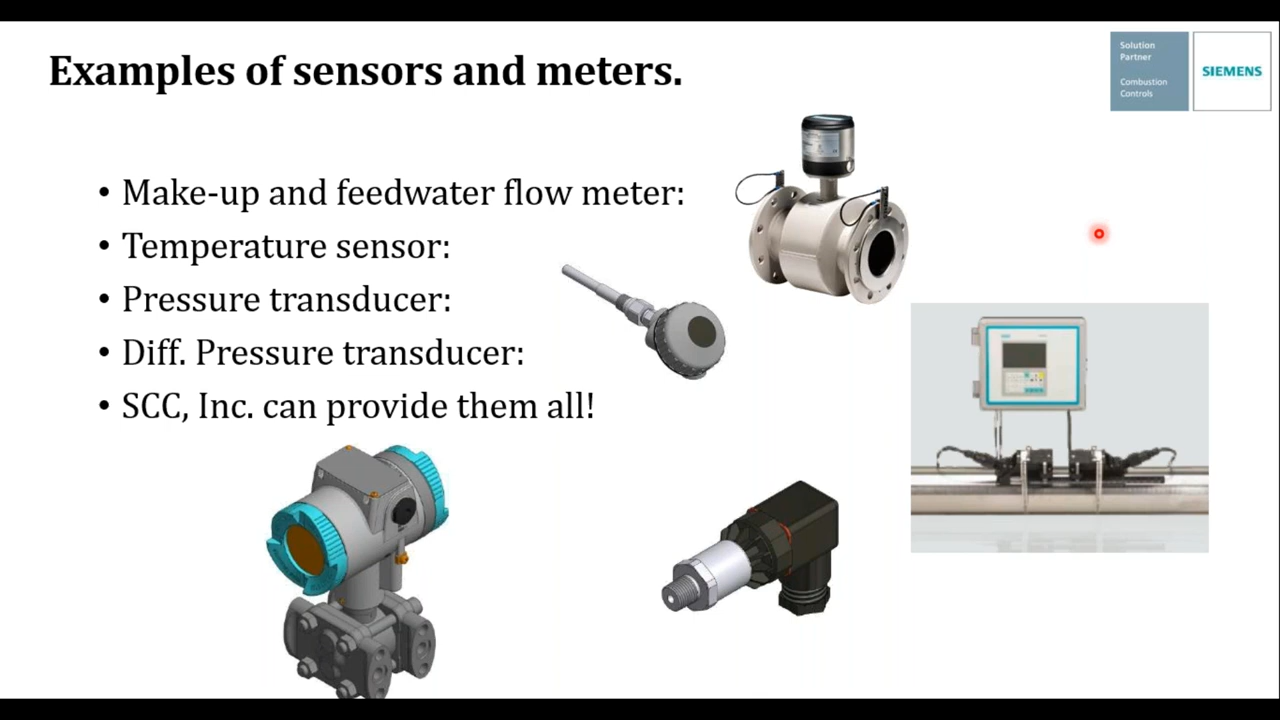 Examples of sensors and meters.
Solution
Partner
Combustion
Controls
SIEMENS
• Make-up and feedwater flow meter:
• Temperature sensor:
• Pressure transducer:
• Diff. Pressure transducer:
• SCC, Inc. can provide them all!